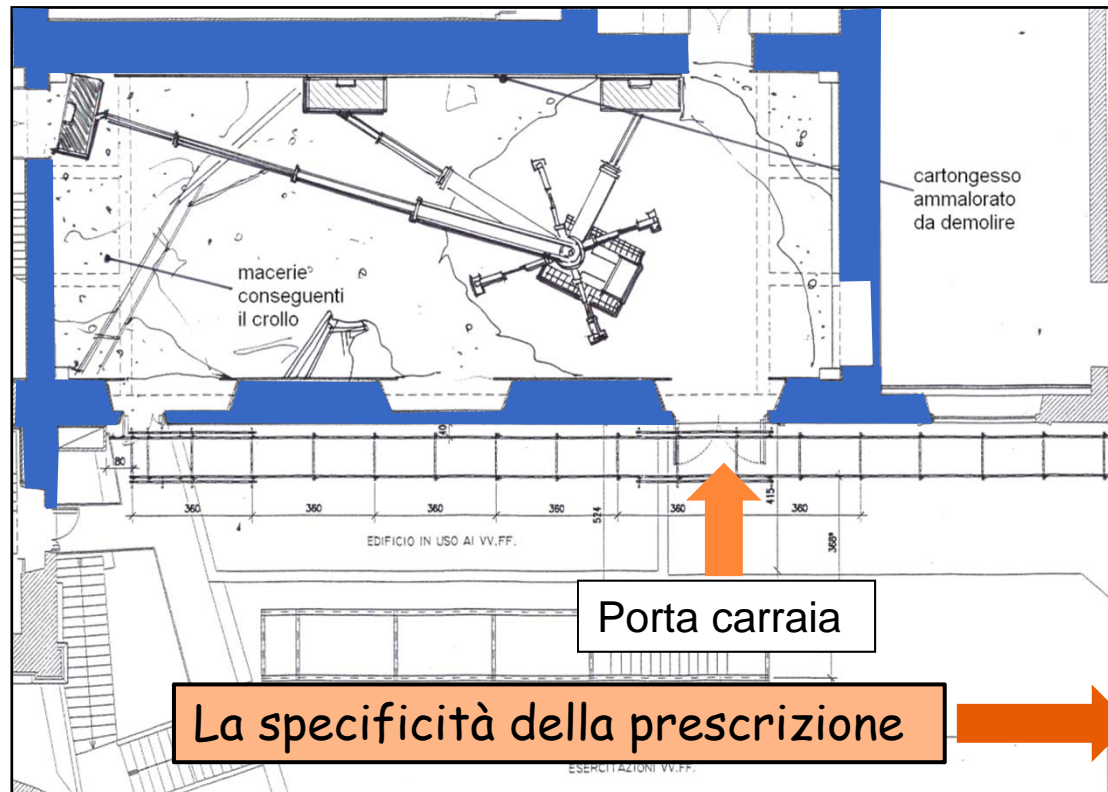 cartongesso
ammalorato
da demolire
macerie
conseguenti
il crollo
40
80
360
360
360
360
524
360
415
360
368*
EDIFICIO IN USO AI VV.FF.
Porta carraia
La specificità della prescrizione
ESERCITAZIONI VV.FF.